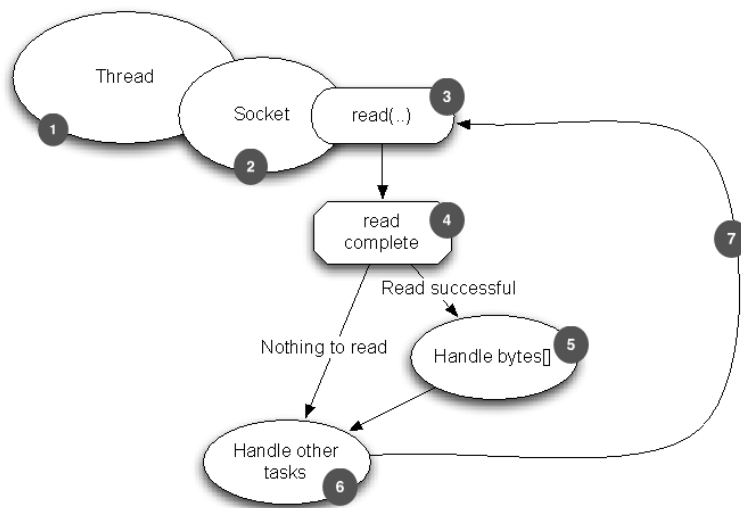 Thread
1
Socket
2
read(..)
3
read
complete
4
Read successful
Nothing to read
Handle bytes[]
5
Handle other
tasks
6
7